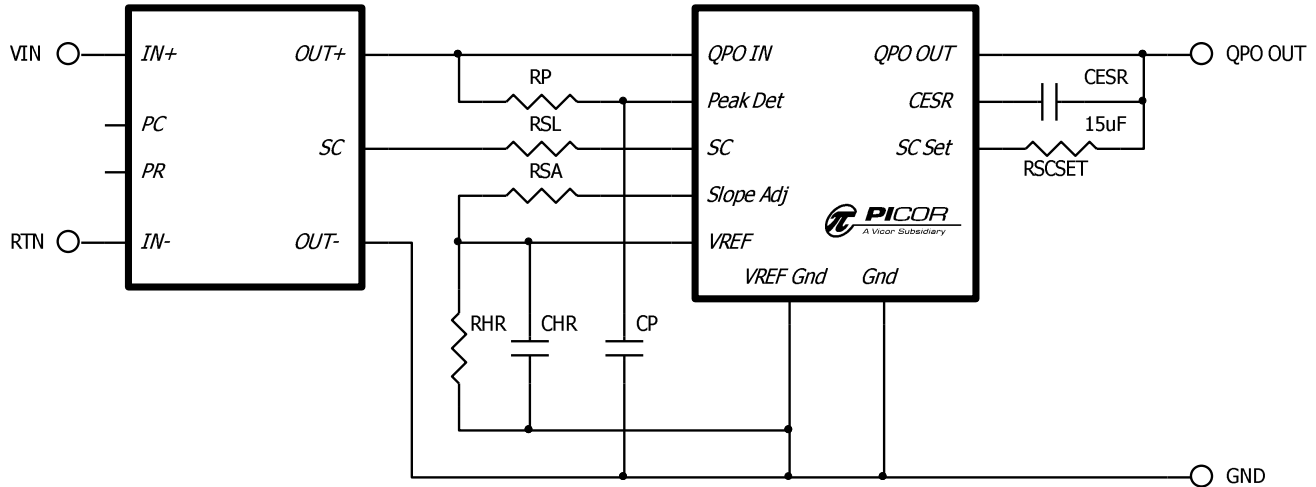 VIN
IN+
OUT+
QPO IN
QPO OUT
QPO OUT
RP
CESR
Peak Det
CESR
PC
RSL
15uF
SC
SC
SC Set
PR
RSA
RSCSET
Slope Adj
PICOR
A Vicor Subsidiary
RTN
IN-
OUT-
VREF
VREF Gnd
Gnd
RHR
CHR
CP
GND